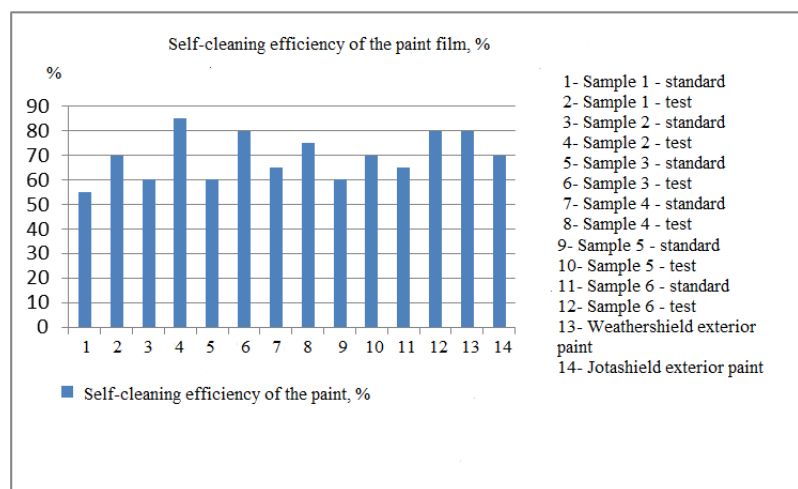 Self-cleaning efficiency of the paint film, %
%
90
80
70
60
50
40
30
20
10
0
1 2 3 4 5 6 7 8 9 10 11 12 13 14
Self-cleaning efficiency of the paint, %
1- Sample 1 - standard
2- Sample 1 - test
3- Sample 2 - standard
4- Sample 2 - test
5- Sample 3 - standard
6- Sample 3 - test
7- Sample 4 - standard
8- Sample 4 - test
9- Sample 5 - standard
10- Sample 5 - test
11- Sample 6 - standard
12- Sample 6 - test
13- Weathershield exterior
paint
14- Jotashield exterior paint